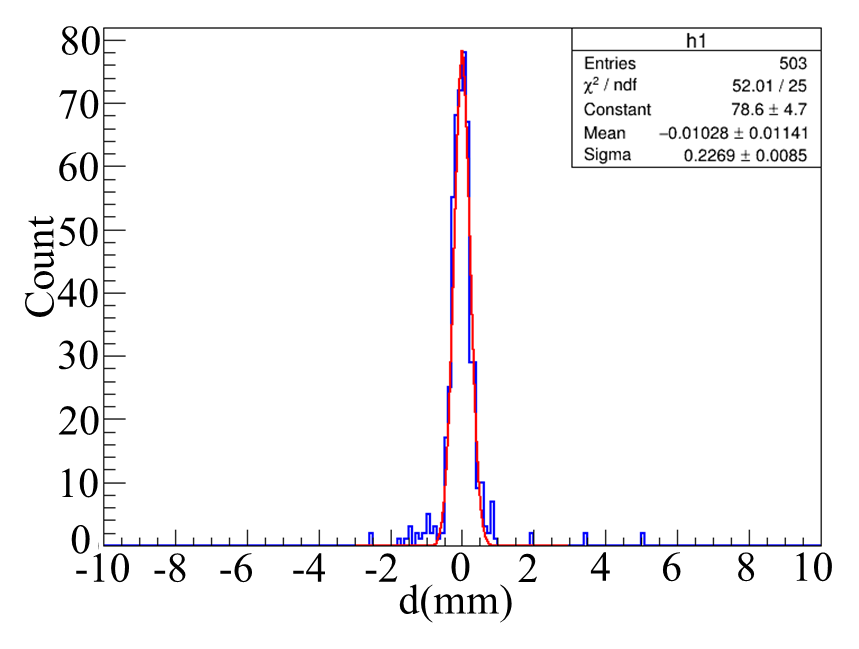 h1
Entries 503
χ² / ndf 52.01 / 25
Constant 78.6 ± 4.7
Mean −0.01028 ± 0.01141
Sigma 0.2269 ± 0.0085
80
70
60
50
40
30
20
10
0
Count
-10 -8 -6 -4 -2 0 2 4 6 8 10
d(mm)